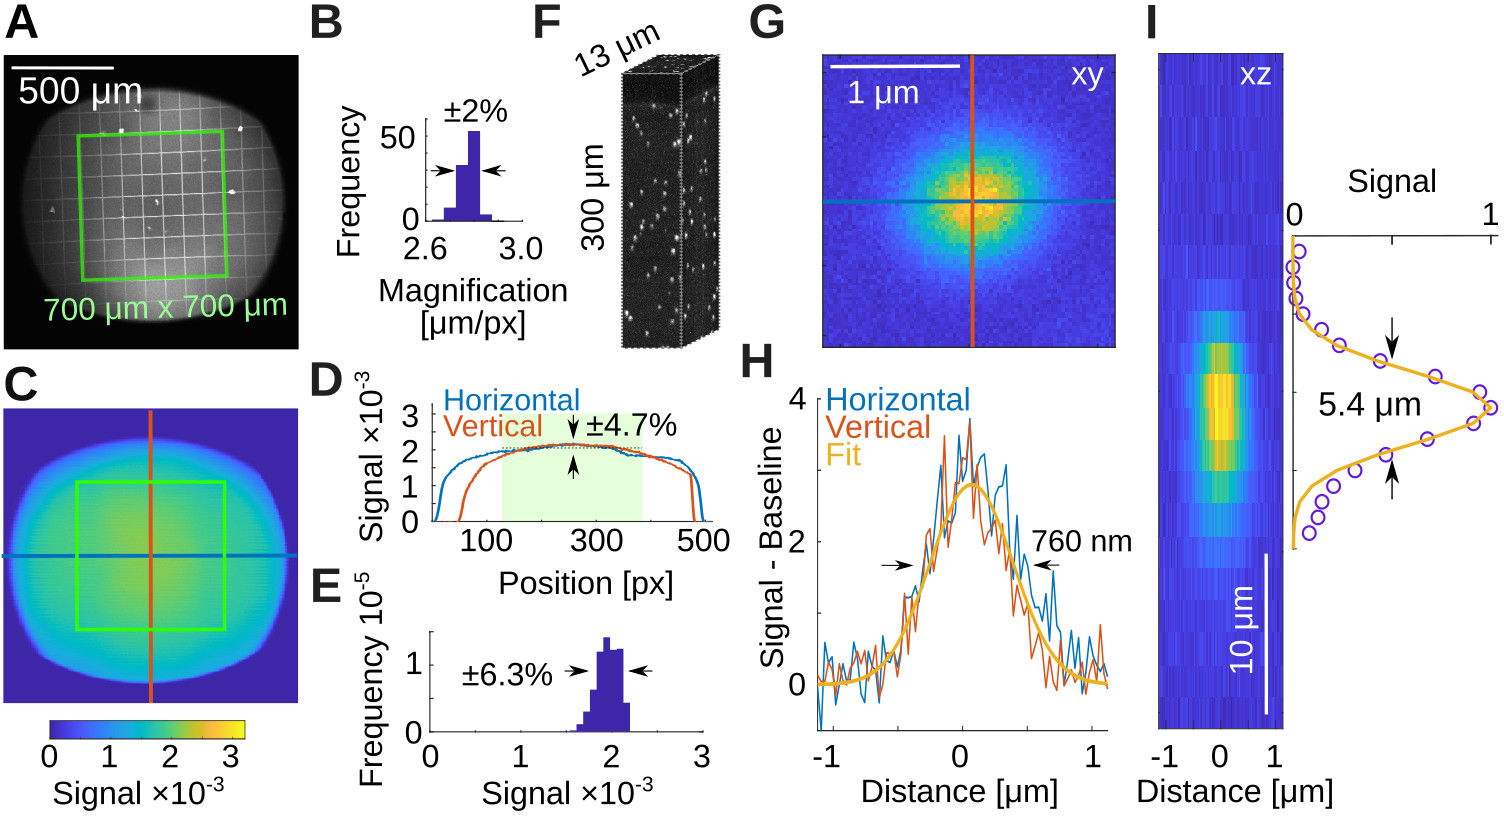 A
500 µm
700 µm x 700 µm
B
±2%
Frequency
50
0
2.6
3.0
Magnification
[µm/px]
C
0
1
2
3
Signal ×10-3
D
Horizontal
Vertical
±4.7%
Signal ×10-3
3
2
1
0
100
300
500
Position [px]
E
±6.3%
Frequency 10-5
1
0
0
1
2
3
Signal ×10-3
F
13 µm
300 µm
G
xy
1 µm
H
Horizontal
Vertical
Fit
760 nm
Signal - Baseline
4
2
0
-1
0
1
Distance [µm]
I
xz
10 µm
-1
0
1
Distance [µm]
Signal
0
1
5.4 µm